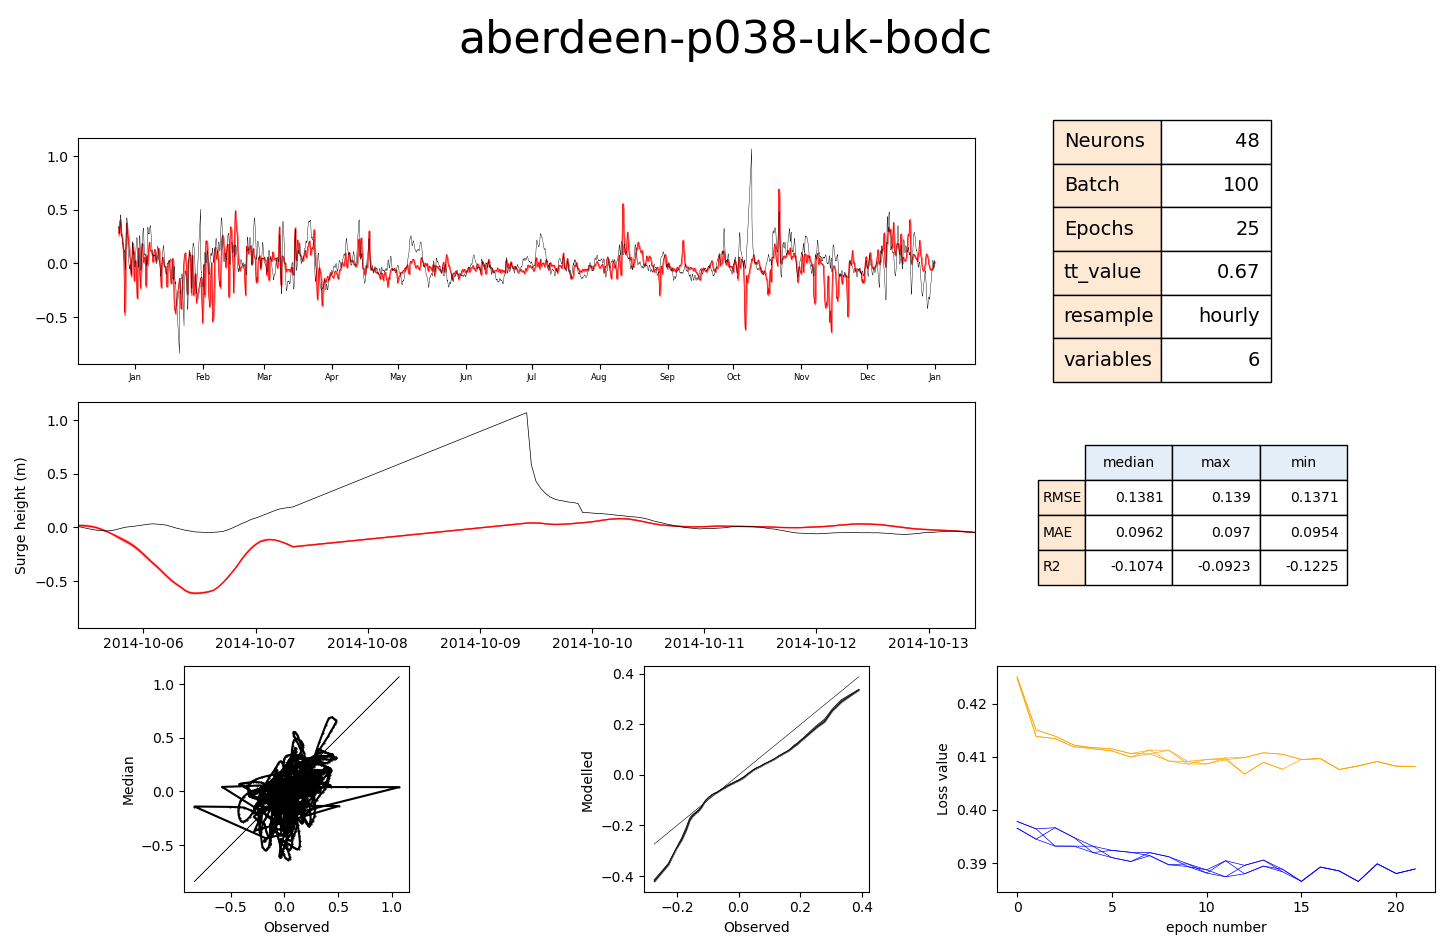 aberdeen-p038-uk-bodc
1.0
0.5
0.0
−0.5
Jan Feb Mar Apr May Jun Jul Aug Sep Oct Nov Dec Jan
Neurons 48
Batch 100
Epochs 25
tt_value 0.67
resample hourly
variables 6
Surge height (m)
1.0
0.5
0.0
−0.5
2014-10-06 2014-10-07 2014-10-08 2014-10-09 2014-10-10 2014-10-11 2014-10-12 2014-10-13
median max min
RMSE 0.1381 0.139 0.1371
MAE 0.0962 0.097 0.0954
R2 -0.1074 -0.0923 -0.1225
Median
1.0
0.5
0.0
−0.5
−0.5 0.0 0.5 1.0
Observed
Modelled
0.4
0.2
0.0
−0.2
−0.4
−0.2 0.0 0.2 0.4
Observed
Loss value
0.42
0.41
0.40
0.39
0 5 10 15 20
epoch number